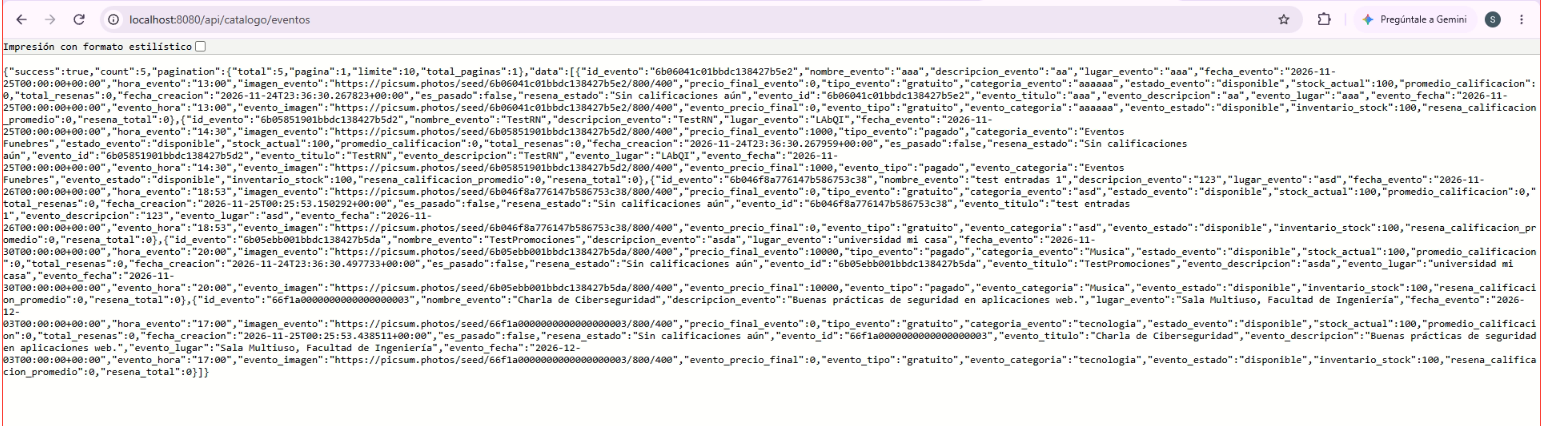 localhost:8080/api/catalogo/eventos
Pregúntale a Gemini
S
Impresión con formato estilístico
{"success":true,"count":5,"pagination":{"total":5,"pagina":1,"limite":10,"total_paginas":1},"data":[{"id_evento":"6b06041c01bbdc138427b5e2","nombre_evento":"aaa","descripcion_evento":"aa","lugar_evento":"aaa","fecha_evento":"2026-11-
25T00:00:00+00:00","hora_evento":"13:00","imagen_evento":"https://picsum.photos/seed/6b06041c01bbdc138427b5e2/800/400","precio_final_evento":0,"tipo_evento":"gratuito","categoria_evento":"aaaaaa","estado_evento":"disponible","stock_actual":100,"promedio_calificacion":
0,"total_resenas":0,"fecha_creacion":"2026-11-24T23:36:30.267823+00:00","es_pasado":false,"resena_estado":"Sin calificaciones aún","evento_id":"6b06041c01bbdc138427b5e2","evento_titulo":"aaa","evento_descripcion":"aa","evento_lugar":"aaa","evento_fecha":"2026-11-
25T00:00:00+00:00","evento_hora":"13:00","evento_imagen":"https://picsum.photos/seed/6b06041c01bbdc138427b5e2/800/400","evento_precio_final":0,"evento_tipo":"gratuito","evento_categoria":"aaaaaa","evento_estado":"disponible","inventario_stock":100,"resena_calificacion
_promedio":0,"resena_total":0},{"id_evento":"6b05851901bbdc138427b5d2","nombre_evento":"TestRN","descripcion_evento":"TestRN","lugar_evento":"LAbQI","fecha_evento":"2026-11-
25T00:00:00+00:00","hora_evento":"14:30","imagen_evento":"https://picsum.photos/seed/6b05851901bbdc138427b5d2/800/400","precio_final_evento":1000,"tipo_evento":"pagado","categoria_evento":"Eventos
Funebres","estado_evento":"disponible","stock_actual":100,"promedio_calificacion":0,"total_resenas":0,"fecha_creacion":"2026-11-24T23:36:30.267959+00:00","es_pasado":false,"resena_estado":"Sin calificaciones
aún","evento_id":"6b05851901bbdc138427b5d2","evento_titulo":"TestRN","evento_descripcion":"TestRN","evento_lugar":"LAbQI","evento_fecha":"2026-11-
25T00:00:00+00:00","evento_hora":"14:30","evento_imagen":"https://picsum.photos/seed/6b05851901bbdc138427b5d2/800/400","evento_precio_final":1000,"evento_tipo":"pagado","evento_categoria":"Eventos
Funebres","evento_estado":"disponible","inventario_stock":100,"resena_calificacion_promedio":0,"resena_total":0},{"id_evento":"6b046f8a776147b586753c38","nombre_evento":"test entradas 1","descripcion_evento":"123","lugar_evento":"asd","fecha_evento":"2026-11-
26T00:00:00+00:00","hora_evento":"18:53","imagen_evento":"https://picsum.photos/seed/6b046f8a776147b586753c38/800/400","precio_final_evento":0,"tipo_evento":"gratuito","categoria_evento":"asd","estado_evento":"disponible","stock_actual":100,"promedio_calificacion":0,"
total_resenas":0,"fecha_creacion":"2026-11-25T00:25:53.150292+00:00","es_pasado":false,"resena_estado":"Sin calificaciones aún","evento_id":"6b046f8a776147b586753c38","evento_titulo":"test entradas
1","evento_descripcion":"123","evento_lugar":"asd","evento_fecha":"2026-11-
26T00:00:00+00:00","evento_hora":"18:53","evento_imagen":"https://picsum.photos/seed/6b046f8a776147b586753c38/800/400","evento_precio_final":0,"evento_tipo":"gratuito","evento_categoria":"asd","evento_estado":"disponible","inventario_stock":100,"resena_calificacion_pr
omedio":0,"resena_total":0},{"id_evento":"6b05ebb001bbdc138427b5da","nombre_evento":"TestPromociones","descripcion_evento":"asda","lugar_evento":"universidad mi casa","fecha_evento":"2026-11-
30T00:00:00+00:00","hora_evento":"20:00","imagen_evento":"https://picsum.photos/seed/6b05ebb001bbdc138427b5da/800/400","precio_final_evento":10000,"tipo_evento":"pagado","categoria_evento":"Musica","estado_evento":"disponible","stock_actual":100,"promedio_calificacion
":0,"total_resenas":0,"fecha_creacion":"2026-11-24T23:36:30.497733+00:00","es_pasado":false,"resena_estado":"Sin calificaciones aún","evento_id":"6b05ebb001bbdc138427b5da","evento_titulo":"TestPromociones","evento_descripcion":"asda","evento_lugar":"universidad mi
casa","evento_fecha":"2026-11-
30T00:00:00+00:00","evento_hora":"20:00","evento_imagen":"https://picsum.photos/seed/6b05ebb001bbdc138427b5da/800/400","evento_precio_final":10000,"evento_tipo":"pagado","evento_categoria":"Musica","evento_estado":"disponible","inventario_stock":100,"resena_calificaci
on_promedio":0,"resena_total":0},{"id_evento":"66f1a0000000000000000003","nombre_evento":"Charla de Ciberseguridad","descripcion_evento":"Buenas prácticas de seguridad en aplicaciones web.","lugar_evento":"Sala Multiuso, Facultad de Ingeniería","fecha_evento":"2026-
12-
03T00:00:00+00:00","hora_evento":"17:00","imagen_evento":"https://picsum.photos/seed/66f1a0000000000000000003/800/400","precio_final_evento":0,"tipo_evento":"gratuito","categoria_evento":"tecnologia","estado_evento":"disponible","stock_actual":100,"promedio_calificaci
on":0,"total_resenas":0,"fecha_creacion":"2026-11-25T00:25:53.438511+00:00","es_pasado":false,"resena_estado":"Sin calificaciones aún","evento_id":"66f1a0000000000000000003","evento_titulo":"Charla de Ciberseguridad","evento_descripcion":"Buenas prácticas de seguridad
en aplicaciones web.","evento_lugar":"Sala Multiuso, Facultad de Ingeniería","evento_fecha":"2026-12-
03T00:00:00+00:00","evento_hora":"17:00","evento_imagen":"https://picsum.photos/seed/66f1a0000000000000000003/800/400","evento_precio_final":0,"evento_tipo":"gratuito","evento_categoria":"tecnologia","evento_estado":"disponible","inventario_stock":100,"resena_califica
cion_promedio":0,"resena_total":0}]}